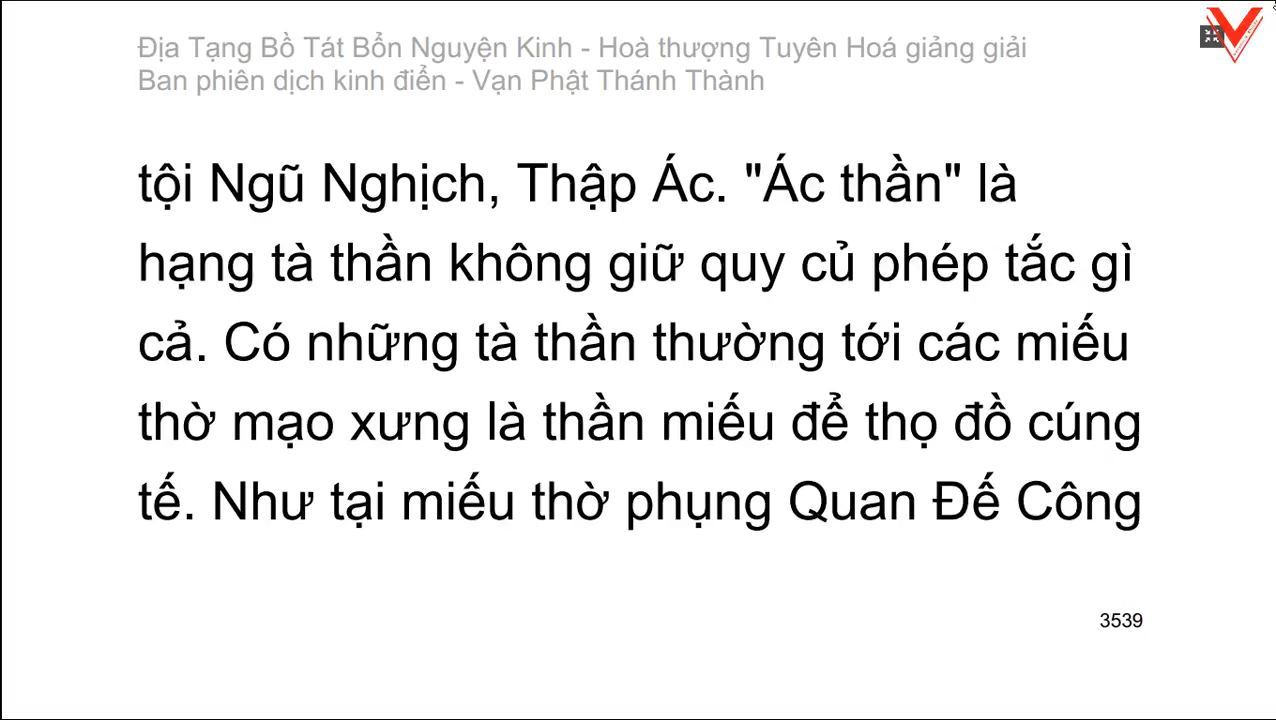 Địa Tạng Bồ Tát Bổn Nguyện Kinh - Hoà thượng Tuyên Hoá giảng giải
Ban phiên dịch kinh điển - Vạn Phật Thánh Thành
tội Ngũ Nghịch, Thập Ác. "Ác thần" là
hạng tà thần không giữ quy củ phép tắc gì
cả. Có những tà thần thường tới các miếu
thờ mạo xưng là thần miếu để thọ đồ cúng
tế. Như tại miếu thờ phụng Quan Đế Công
3539